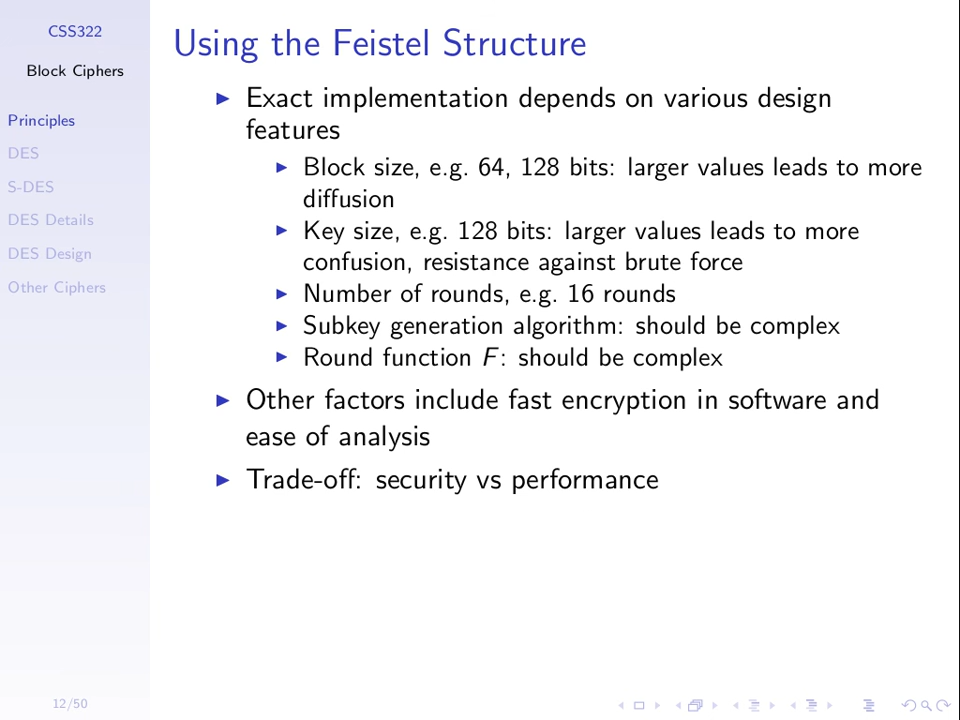 CSS322
Block Ciphers
Principles
DES
S-DES
DES Details
DES Design
Other Ciphers
12/50
Using the Feistel Structure
Exact implementation depends on various design
features
Block size, e.g. 64, 128 bits: larger values leads to more
diffusion
Key size, e.g. 128 bits: larger values leads to more
confusion, resistance against brute force
Number of rounds, e.g. 16 rounds
Subkey generation algorithm: should be complex
Round function F: should be complex
Other factors include fast encryption in software and
ease of analysis
Trade-off: security vs performance